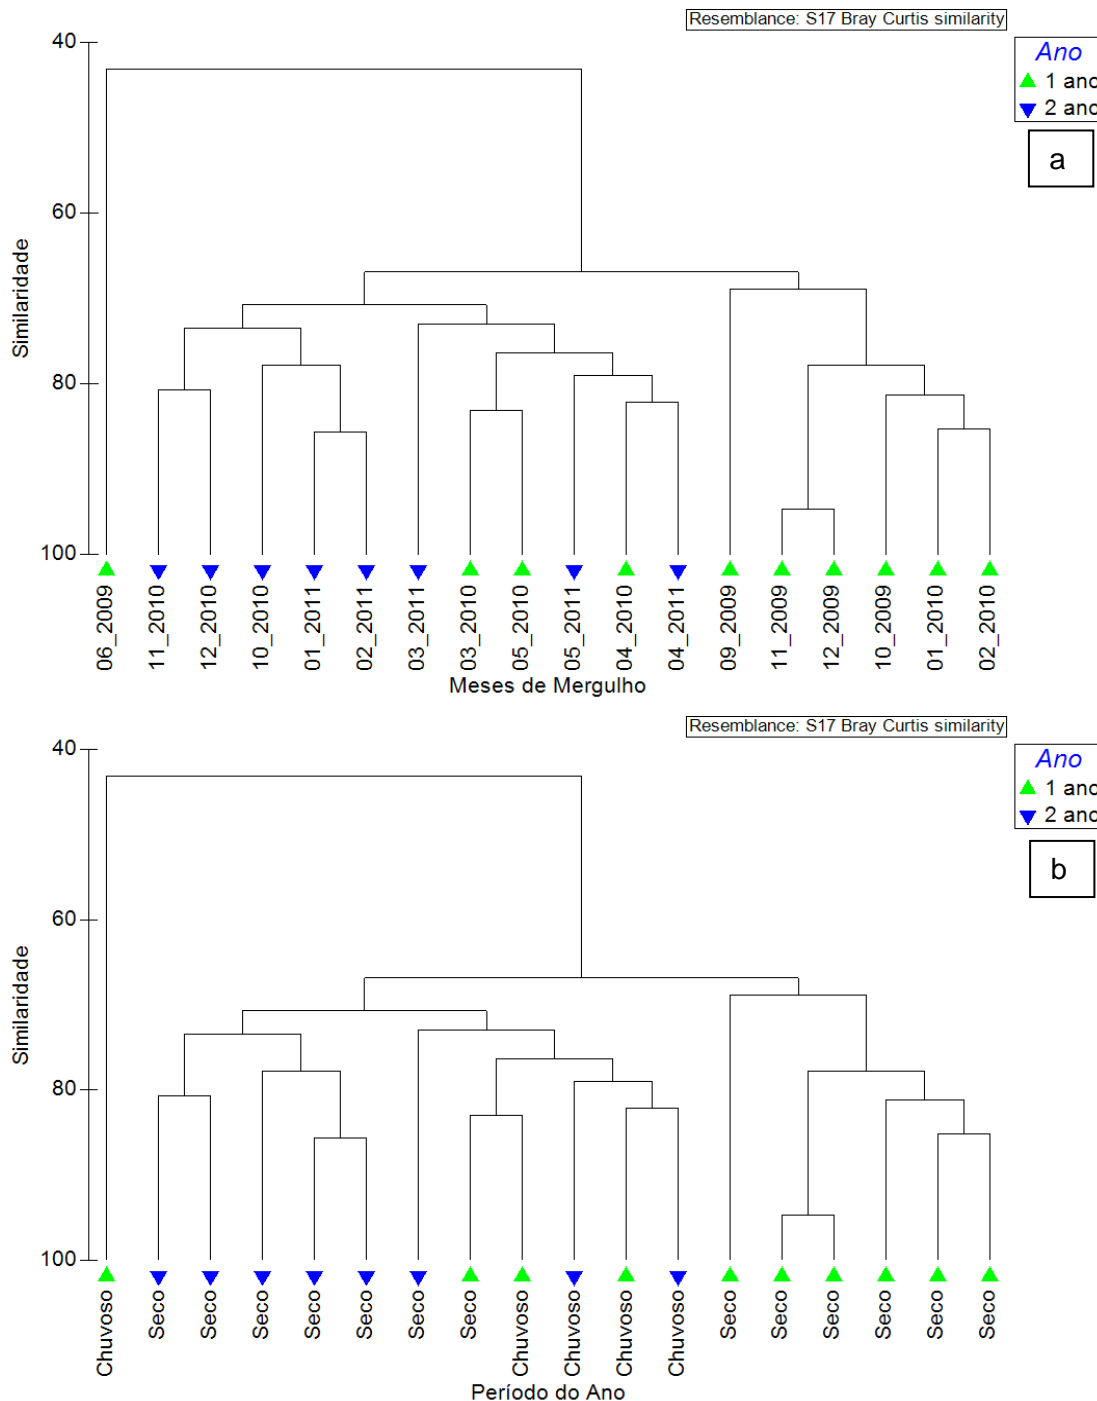 Resemblance: S17 Bray Curtis similarity
Ano
1 ano
2 ano
a
40
60
80
100
Similaridade
06_2009
11_2010
12_2010
10_2010
01_2011
02_2011
03_2011
03_2010
05_2010
05_2011
04_2010
04_2011
09_2009
11_2009
12_2009
10_2009
01_2010
02_2010
Meses de Mergulho
Resemblance: S17 Bray Curtis similarity
Ano
1 ano
2 ano
b
40
60
80
100
Similaridade
Chuvoso
Seco
Seco
Seco
Seco
Seco
Seco
Seco
Chuvoso
Chuvoso
Chuvoso
Chuvoso
Seco
Seco
Seco
Seco
Seco
Seco
Período do Ano